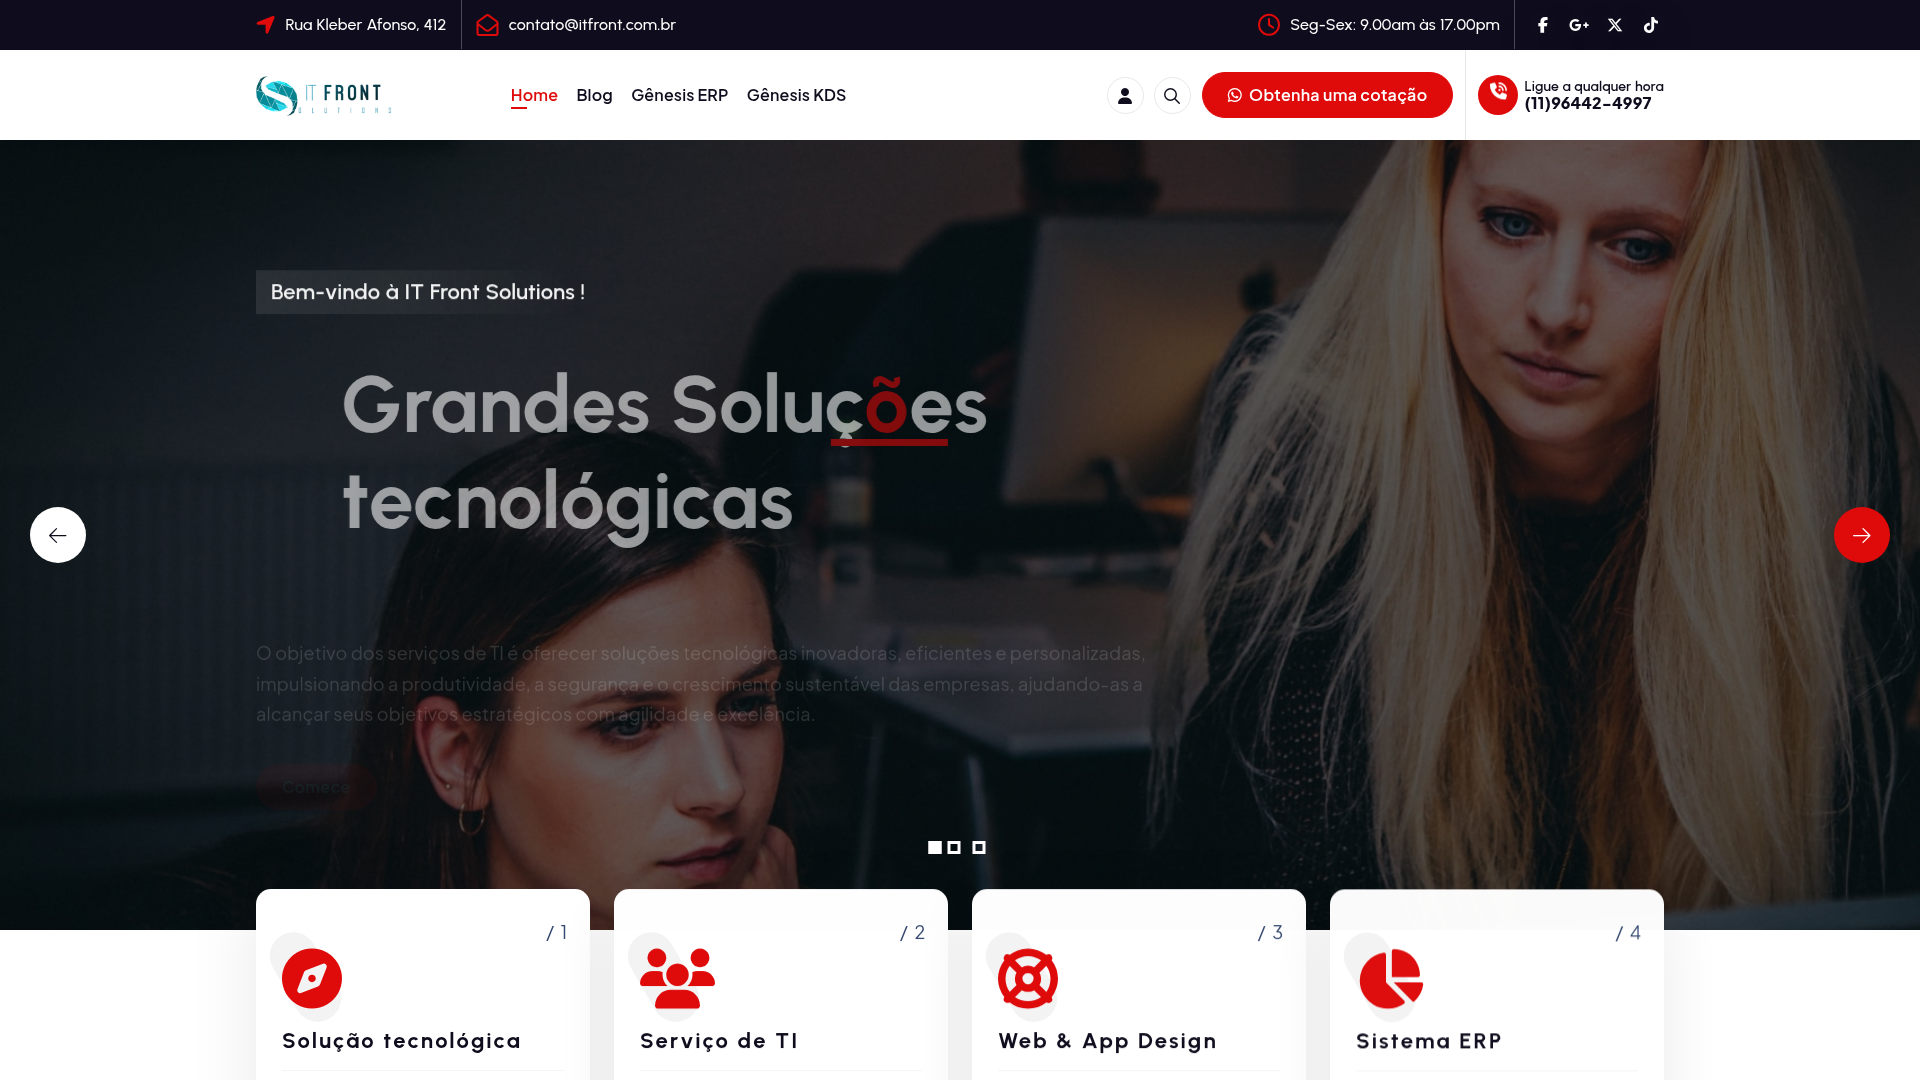 Rua Kleber Afonso, 412
contato@itfront.com.br
Seg-Sex: 9.00am às 17.00pm
IT FRONT
SOLUTIONS
Home
Blog
Gênesis ERP
Gênesis KDS
Obtenha uma cotação
Ligue a qualquer hora
(11)96442-4997
Bem-vindo à IT Front Solutions !
Grandes Soluções
tecnológicas
O objetivo dos serviços de TI é oferecer soluções tecnológicas inovadoras, eficientes e personalizadas,
impulsionando a produtividade, a segurança e o crescimento sustentável das empresas, ajudando-as a
alcançar seus objetivos estratégicos com agilidade e excelência.
Comece
/ 1
Solução tecnológica
/ 2
Serviço de TI
/ 3
Web & App Design
/ 4
Sistema ERP